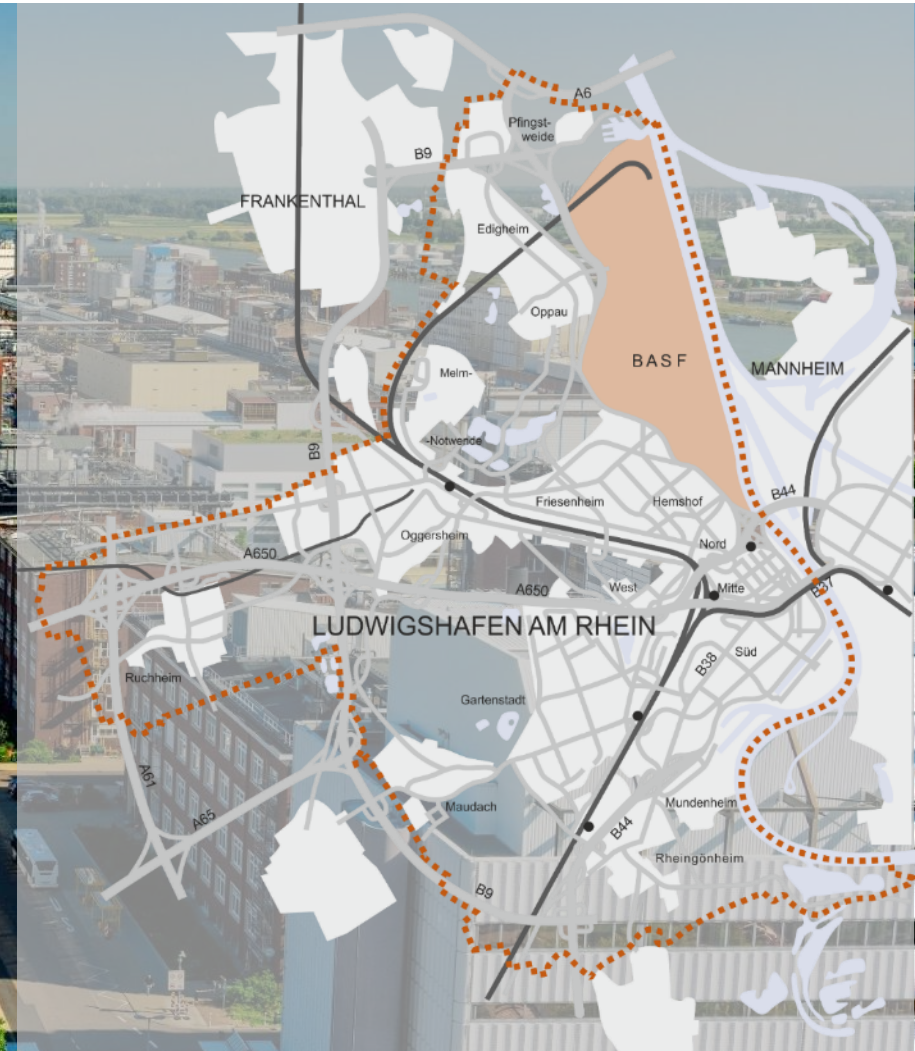 A6
Pfingst-
weide
B9
FRANKENTHAL
Edigheim
Oppau
BASF
MANNHEIM
Melm-
-Notwende
B9
B44
Friesenheim
Hemshof
Oggersheim
Nord
A650
A650
West
Mitte
B37
LUDWIGSHAFEN AM RHEIN
Süd
B38
Ruchheim
Gartenstadt
A61
A65
Maudach
Mundenheim
B44
Rheingönheim
B9